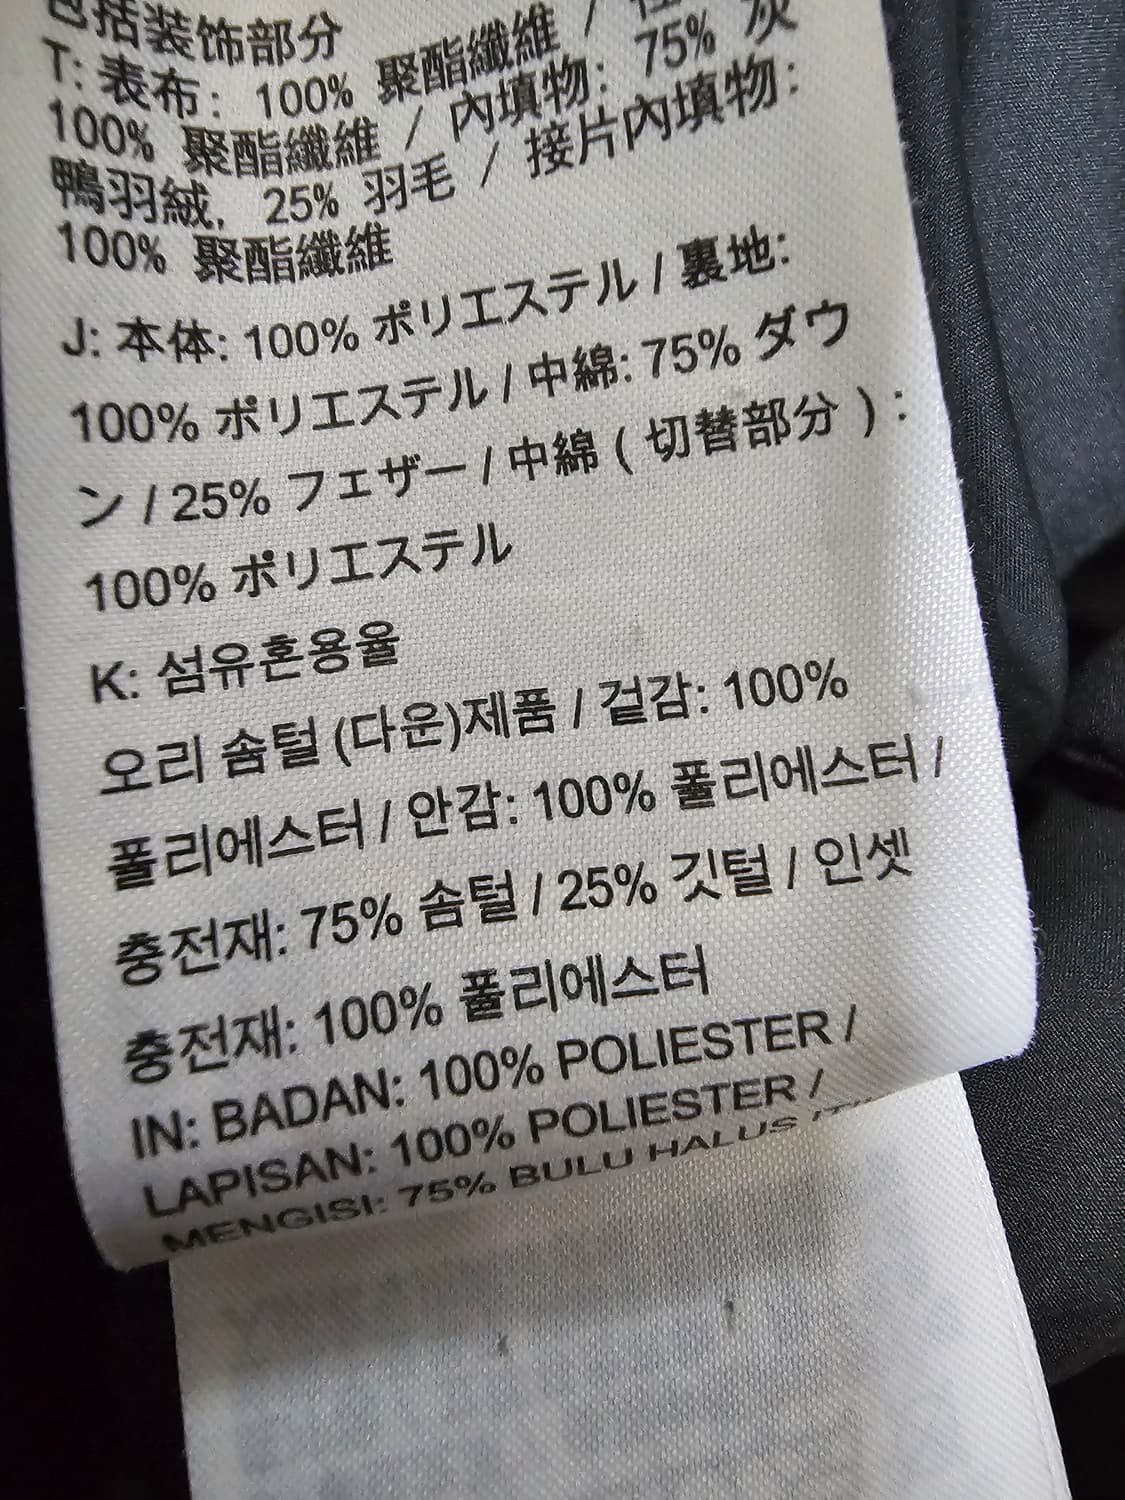 包括装饰部分
T: 表布: 100% 聚酯纖維 /
100% 聚酯纖維 / 內填物: 75% 灰
鴨羽絨, 25% 羽毛 / 接片內填物:
100% 聚酯纖維
J: 本体: 100% ポリエステル / 裏地:
100% ポリエステル / 中綿: 75% ダウ
ン / 25% フェザー / 中綿 ( 切替部分 ) :
100% ポリエステル
K: 섬유혼용율
오리 솜털 (다운)제품 / 겉감: 100%
폴리에스터 / 안감: 100% 폴리에스터 /
충전재: 75% 솜털 / 25% 깃털 / 인셋
충전재: 100% 폴리에스터
IN: BADAN: 100% POLIESTER /
LAPISAN: 100% POLIESTER /
MENGISI: 75% BULU HALUS